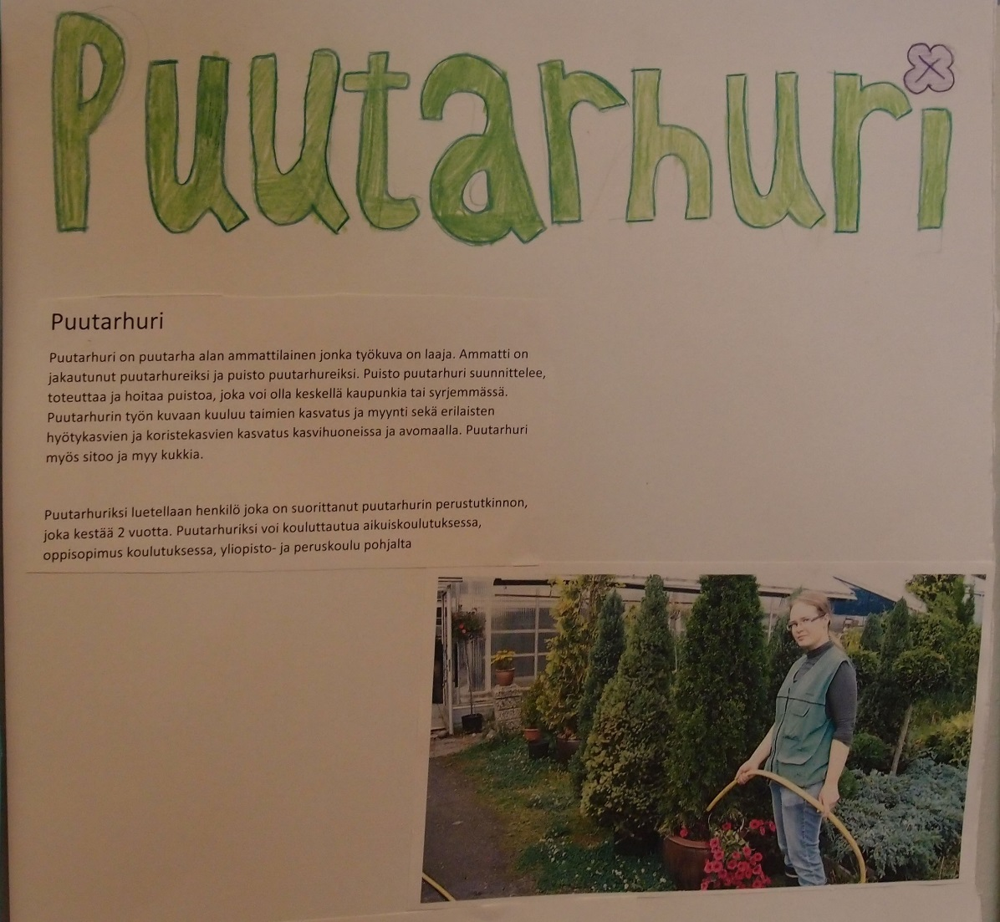 Puutarhuri
Puutarhuri
Puutarhuri on puutarha alan ammattilainen jonka työkuva on laaja. Ammatti on
jakautunut puutarhureiksi ja puisto puutarhureiksi. Puisto puutarhuri suunnittelee,
toteuttaa ja hoitaa puistoa, joka voi olla keskellä kaupunkia tai syrjemmässä.
Puutarhurin työn kuvaan kuuluu taimien kasvatus ja myynti sekä erilaisten
hyötykasvien ja koristekasvien kasvatus kasvihuoneissa ja avomaalla. Puutarhuri
myös sitoo ja myy kukkia.
Puutarhuriksi luetellaan henkilö joka on suorittanut puutarhurin perustutkinnon,
joka kestää 2 vuotta. Puutarhuriksi voi kouluttautua aikuiskoulutuksessa,
oppisopimus koulutuksessa, yliopisto- ja peruskoulu pohjalta